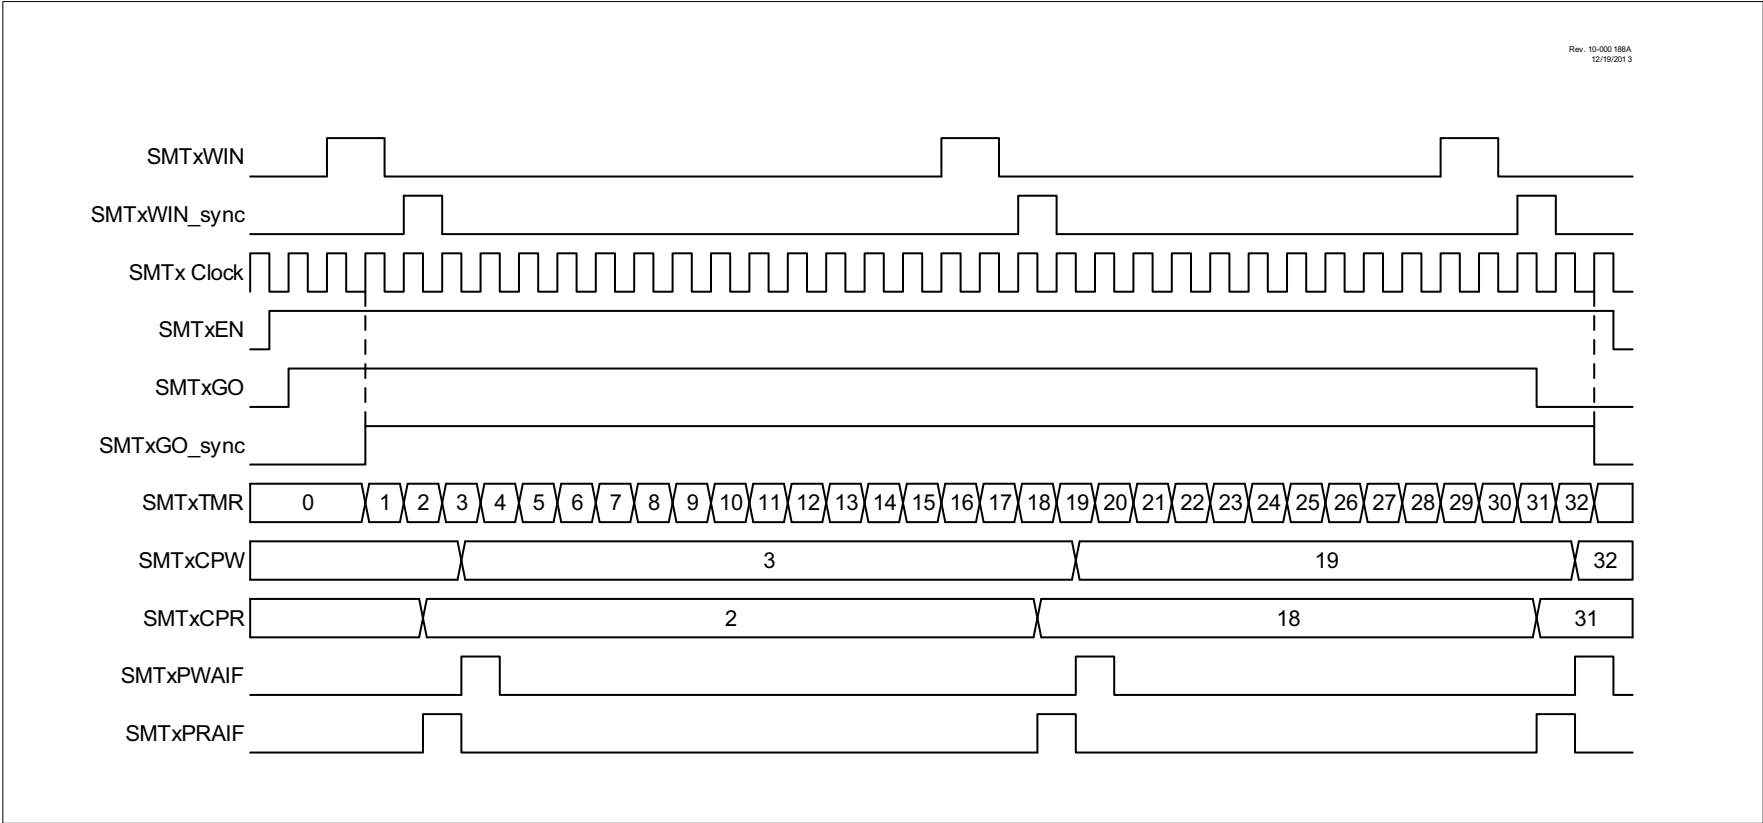 Rev. 10-000 188A
12/19/201 3
SMTxWIN
SMTxWIN_sync
SMTx Clock
SMTxEN
SMTxGO
SMTxGO_sync
SMTxTMR 0 1 2 3 4 5 6 7 8 9 10 11 12 13 14 15 16 17 18 19 20 21 22 23 24 25 26 27 28 29 30 31 32
SMTxCPW 3 19 32
SMTxCPR 2 18 31
SMTxPWAIF
SMTxPRAIF